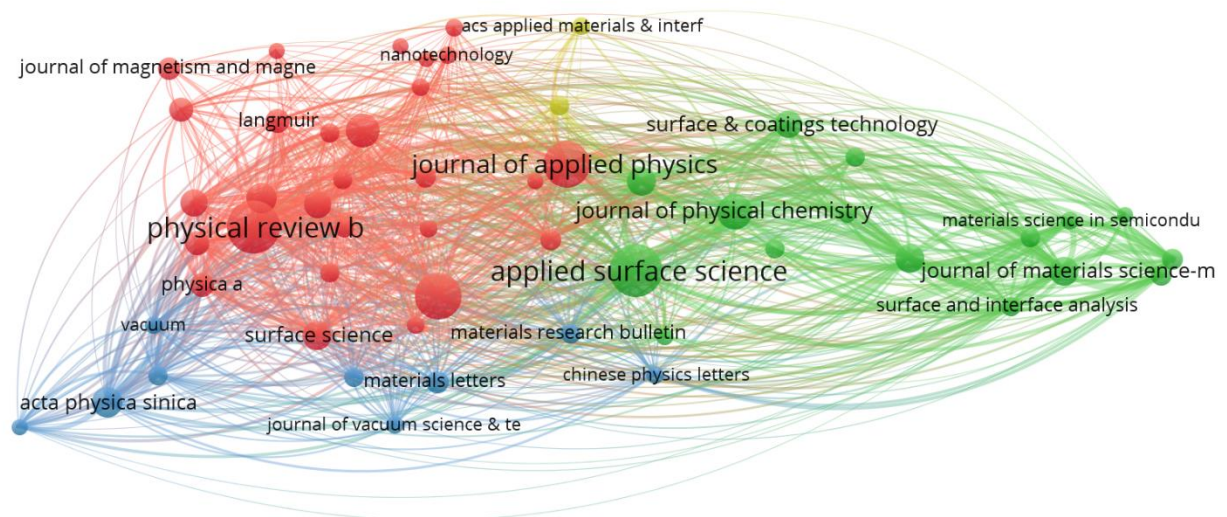 acs applied materials & interf
nanotechnology
journal of magnetism and magne
langmuir
surface & coatings technology
journal of applied physics
journal of physical chemistry
materials science in semicondu
physical review b
applied surface science
journal of materials science-m
physica a
surface and interface analysis
vacuum
surface science
materials research bulletin
materials letters
chinese physics letters
acta physica sinica
journal of vacuum science & te